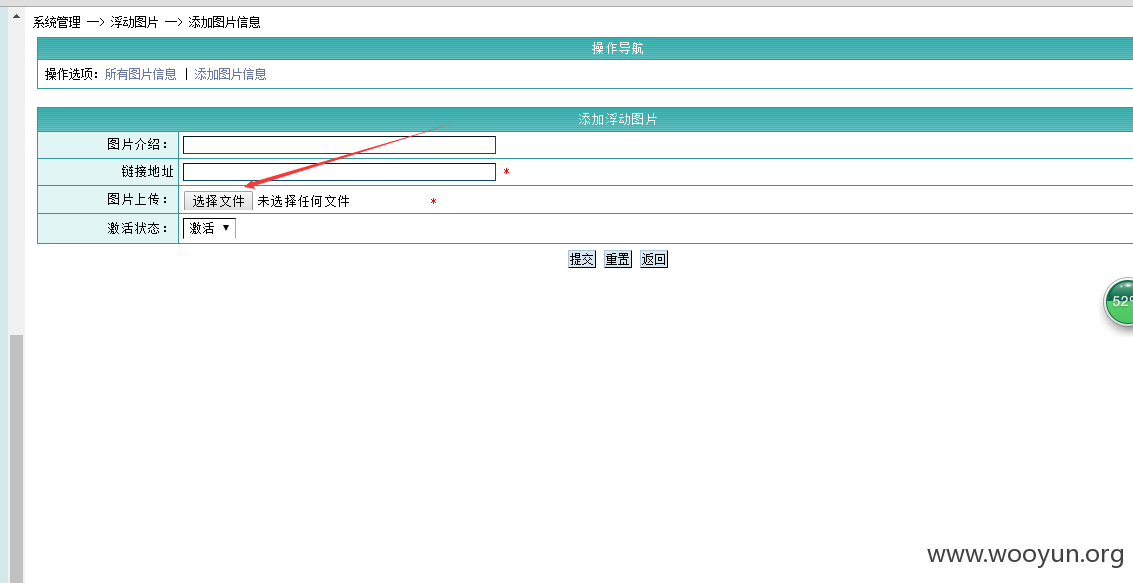 系统管理 —> 浮动图片 —> 添加图片信息
操作导航
操作选项：所有图片信息 | 添加图片信息
添加浮动图片
图片介绍：
链接地址 *
图片上传： 选择文件 未选择任何文件 *
激活状态： 激活 ▼
提交 重置 返回
52%
www.wooyun.org